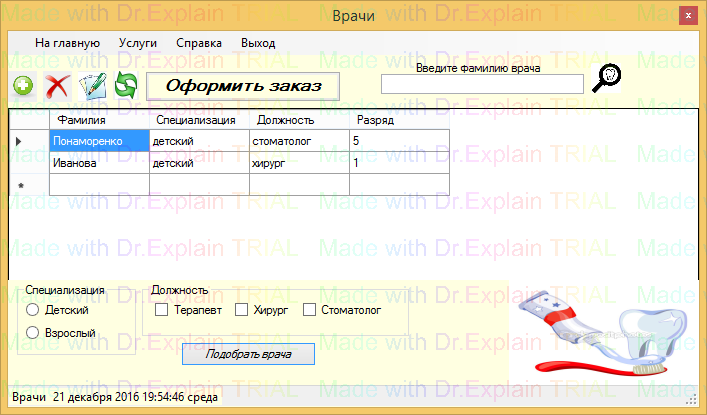 Врачи
На главную Услуги Справка Выход
Введите фамилию врача
Оформить заказ
Фамилия Специализация Должность Разряд
Понаморенко детский стоматолог 5
Иванова детский хирург 1
Специализация Должность
Детский Терапевт Хирург Стоматолог
Взрослый
Подобрать врача
Врачи 21 декабря 2016 19:54:46 среда
Made with Dr.Explain TRIAL